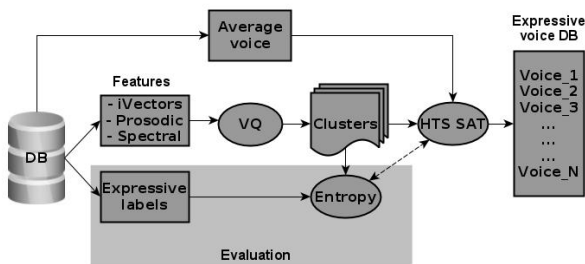 Average
voice
Expressive
voice DB
Features
- iVectors
- Prosodic
- Spectral
VQ
Clusters
HTS SAT
Voice_1
Voice_2
Voice_3
...
...
...
Voice_N
DB
Expressive
labels
Entropy
Evaluation